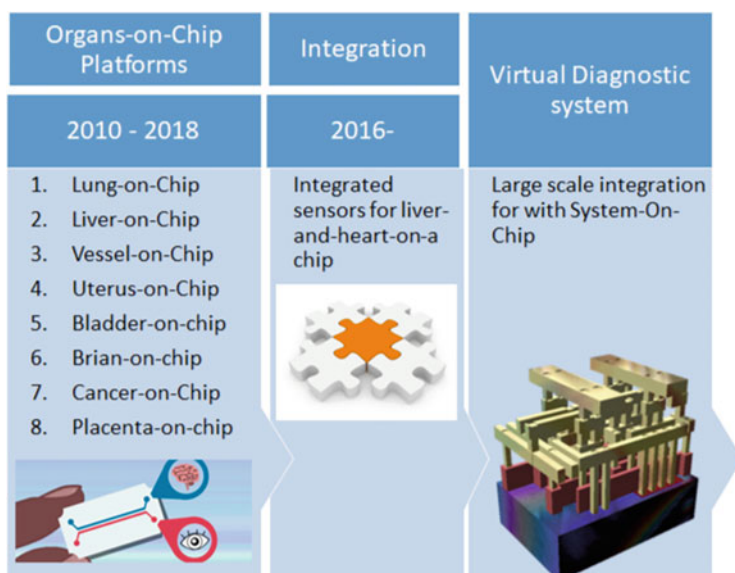 Organs-on-Chip
Platforms
2010 - 2018
1. Lung-on-Chip
2. Liver-on-Chip
3. Vessel-on-Chip
4. Uterus-on-Chip
5. Bladder-on-chip
6. Brian-on-chip
7. Cancer-on-Chip
8. Placenta-on-chip
Integration
2016-
Integrated
sensors for liver-
and-heart-on-a
chip
Virtual Diagnostic
system
Large scale integration
for with System-On-
Chip